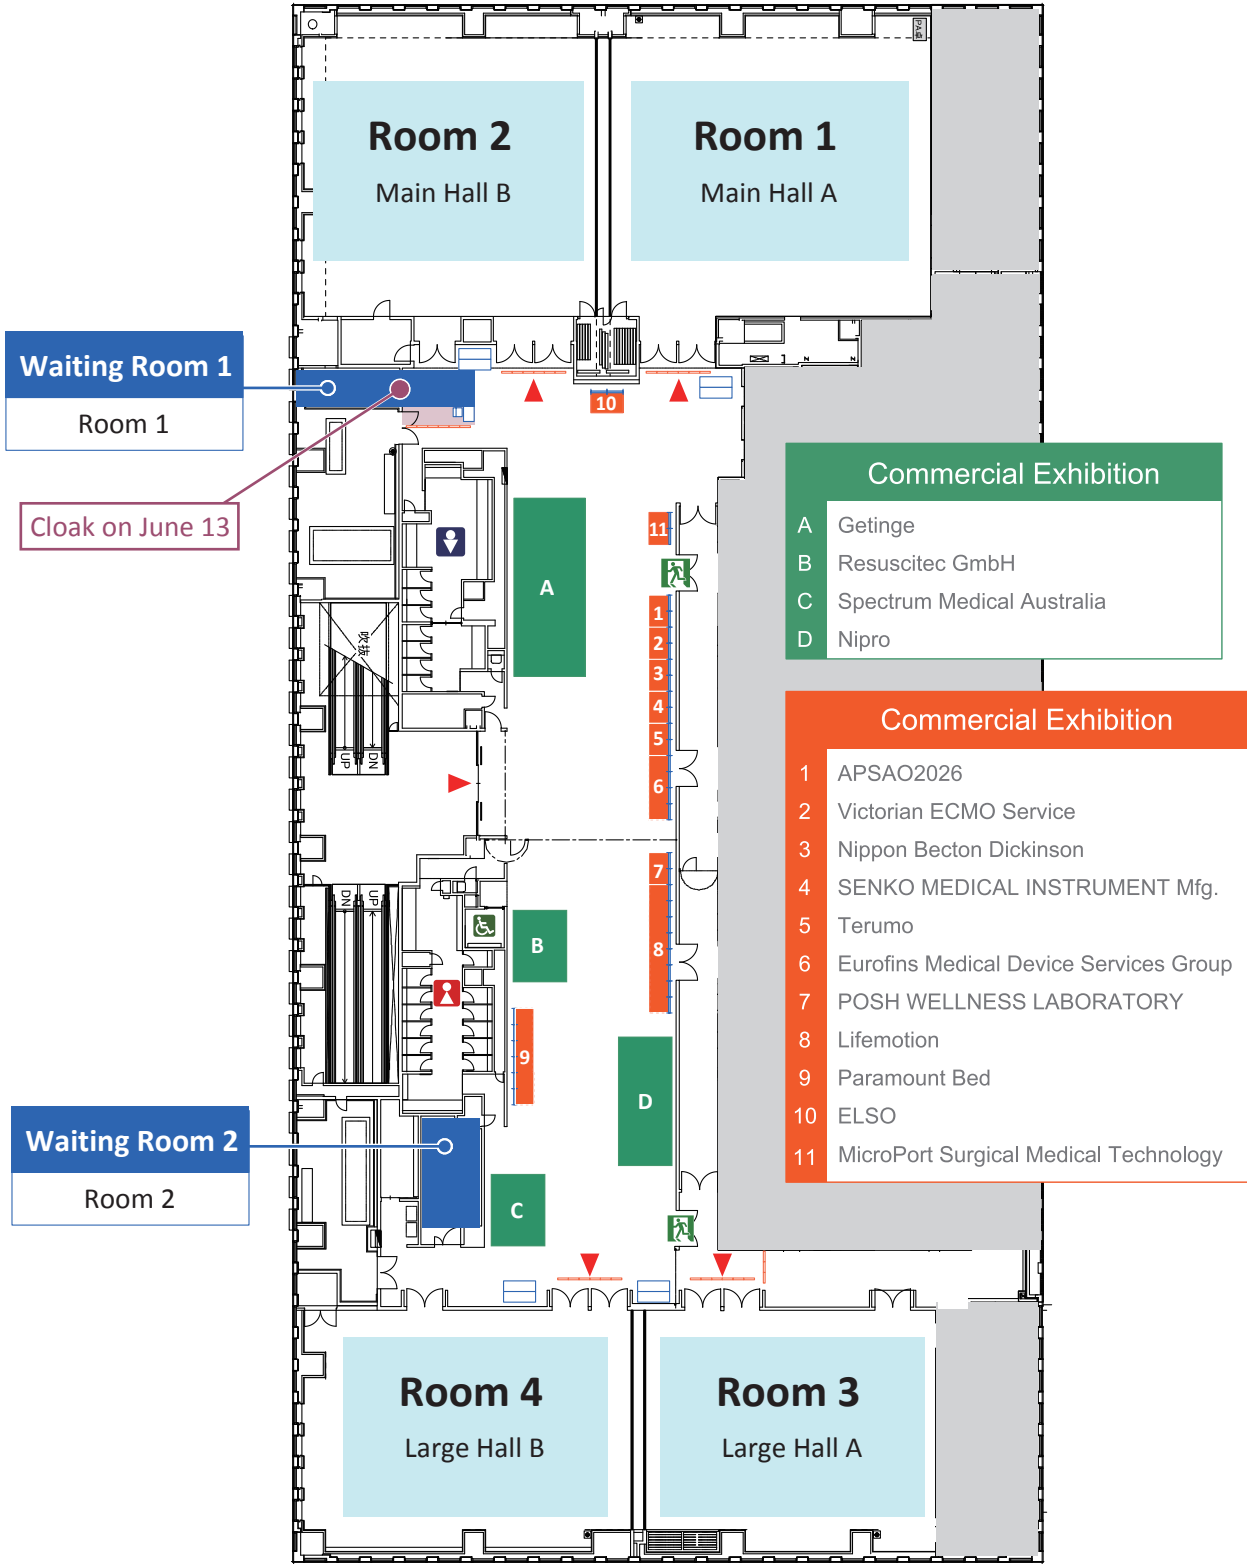 PA卓
Room 2
Main Hall B
Room 1
Main Hall A
Waiting Room 1
Room 1
Cloak on June 13
10
11
A
1
2
3
4
5
6
吹抜
UP
DN
DN
UP
7
8
B
9
D
C
Waiting Room 2
Room 2
Commercial Exhibition
A Getinge
B Resuscitec GmbH
C Spectrum Medical Australia
D Nipro
Commercial Exhibition
1 APSAO2026
2 Victorian ECMO Service
3 Nippon Becton Dickinson
4 SENKO MEDICAL INSTRUMENT Mfg.
5 Terumo
6 Eurofins Medical Device Services Group
7 POSH WELLNESS LABORATORY
8 Lifemotion
9 Paramount Bed
10 ELSO
11 MicroPort Surgical Medical Technology
Room 4
Large Hall B
Room 3
Large Hall A